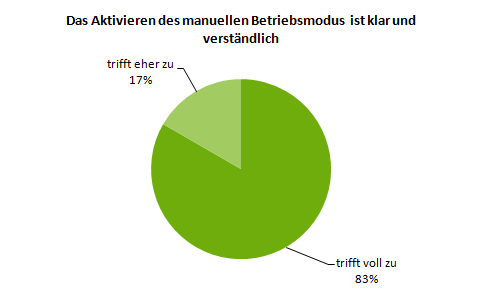 Das Aktivieren des manuellen Betriebsmodus ist klar und
verständlich
trifft eher zu
17%
trifft voll zu
83%